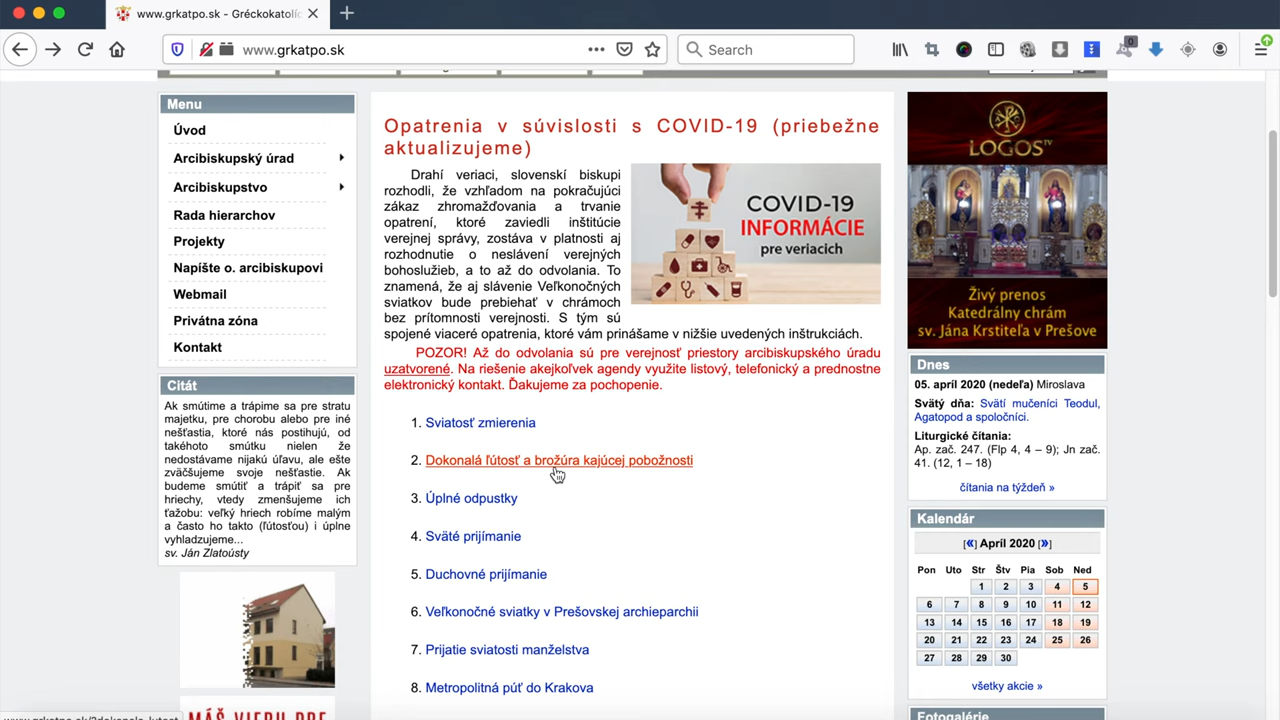 www.grkatpo.sk - Gréckokatolíc
www.grkatpo.sk
Search
0
Menu
Úvod
Arcibiskupský úrad
Arcibiskupstvo
Rada hierarchov
Projekty
Napíšte o. arcibiskupovi
Webmail
Privátna zóna
Kontakt
Citát
Ak smútime a trápime sa pre stratu
majetku, pre chorobu alebo pre iné
nešťastia, ktoré nás postihujú, od
takéhoto smútku nielen že
nedostávame nijakú úľavu, ale ešte
zväčšujeme svoje nešťastie. Ak
budeme smútiť a trápiť sa pre
hriechy, vtedy zmenšujeme ich
ťažobu: veľký hriech robíme malým
a často ho takto (ľútosťou) i úplne
vyhladzujeme...
sv. Ján Zlatoústy
MÁŠ VIERU PRE
www.grkatpo.sk/?dokonala-lutost
Opatrenia v súvislosti s COVID-19 (priebežne
aktualizujeme)
Drahí veriaci, slovenskí biskupi
rozhodli, že vzhľadom na pokračujúci
zákaz zhromažďovania a trvanie
opatrení, ktoré zaviedli inštitúcie
verejnej správy, zostáva v platnosti aj
rozhodnutie o neslávení verejných
bohoslužieb, a to až do odvolania. To
znamená, že aj slávenie Veľkonočných
sviatkov bude prebiehať v chrámoch
bez prítomnosti verejnosti. S tým sú
spojené viaceré opatrenia, ktoré vám prinášame v nižšie uvedených inštrukciách.
COVID-19
INFORMÁCIE
pre veriacich
POZOR! Až do odvolania sú pre verejnosť priestory arcibiskupského úradu
uzatvorené. Na riešenie akejkoľvek agendy využite listový, telefonický a prednostne
elektronický kontakt. Ďakujeme za pochopenie.
1. Sviatosť zmierenia
2. Dokonalá ľútosť a brožúra kajúcej pobožnosti
3. Úplné odpustky
4. Sväté prijímanie
5. Duchovné prijímanie
6. Veľkonočné sviatky v Prešovskej archieparchii
7. Prijatie sviatosti manželstva
8. Metropolitná púť do Krakova
LOGOS TV
Živý prenos
Katedrálny chrám
sv. Jána Krstiteľa v Prešove
Dnes
05. apríl 2020 (nedeľa) Miroslava
Svätý dňa: Svätí mučeníci Teodul,
Agatopod a spoločníci.
Liturgické čítania:
Ap. zač. 247. (Flp 4, 4 – 9); Jn zač.
41. (12, 1 – 18)
čítania na týždeň »
Kalendár
[«] Apríl 2020 [»]
Pon Uto Str Štv Pia Sob Ned
1 2 3 4 5
6 7 8 9 10 11 12
13 14 15 16 17 18 19
20 21 22 23 24 25 26
27 28 29 30
všetky akcie »
Fotogalérie